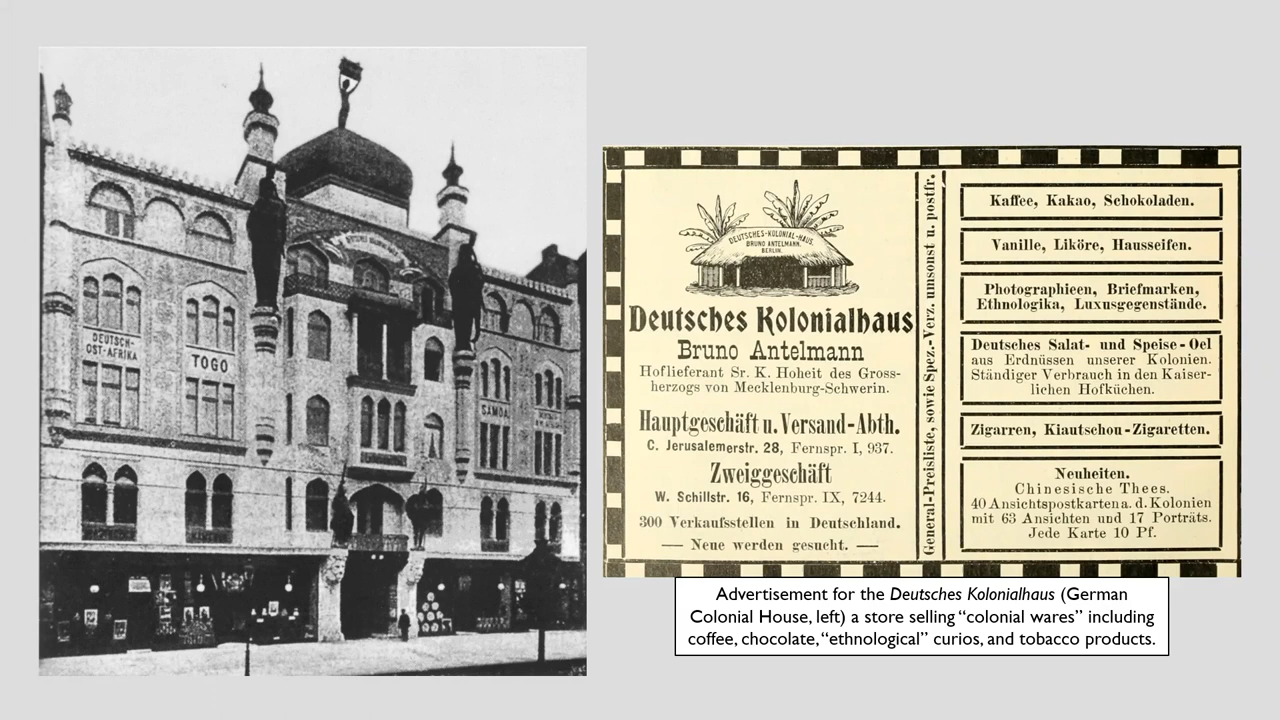 DEUTSCH-
OST-AFRIKA
TOGO
SAMOA
DEUTSCHES-KOLONIAL-HAUS.
BRUNO ANTELMANN.
BERLIN.
Deutsches Kolonialhaus
Bruno Antelmann
Hoflieferant Sr. K. Hoheit des Gross-
herzogs von Mecklenburg-Schwerin.
Hauptgeschäft u. Versand-Abth.
C. Jerusalemerstr. 28, Fernspr. I, 937.
Zweiggeschäft
W. Schillstr. 16, Fernspr. IX, 7244.
300 Verkaufsstellen in Deutschland.
— Neue werden gesucht. —
General-Preisliste, sowie Spez.-Verz. umsonst u. postfr.
Kaffee, Kakao, Schokoladen.
Vanille, Liköre, Hausseifen.
Photographieen, Briefmarken,
Ethnologika, Luxusgegenstände.
Deutsches Salat- und Speise-Oel
aus Erdnüssen unserer Kolonien.
Ständiger Verbrauch in den Kaiser-
lichen Hofküchen.
Zigarren, Kiautschou-Zigaretten.
Neuheiten.
Chinesische Thees.
40 Ansichtspostkarten a. d. Kolonien
mit 63 Ansichten und 17 Porträts.
Jede Karte 10 Pf.
Advertisement for the Deutsches Kolonialhaus (German
Colonial House, left) a store selling “colonial wares” including
coffee, chocolate, “ethnological” curios, and tobacco products.